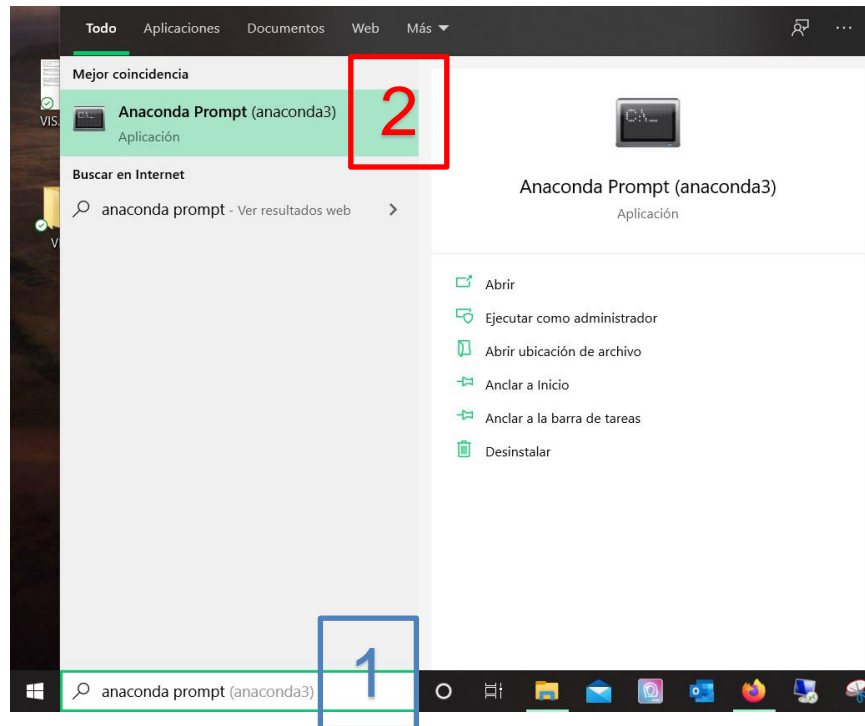 Todo Aplicaciones Documentos Web Más
Mejor coincidencia
Anaconda Prompt (anaconda3)
Aplicación
2
Buscar en Internet
anaconda prompt - Ver resultados web
Anaconda Prompt (anaconda3)
Aplicación
Abrir
Ejecutar como administrador
Abrir ubicación de archivo
Anclar a Inicio
Anclar a la barra de tareas
Desinstalar
VIS
V
1
anaconda prompt (anaconda3)